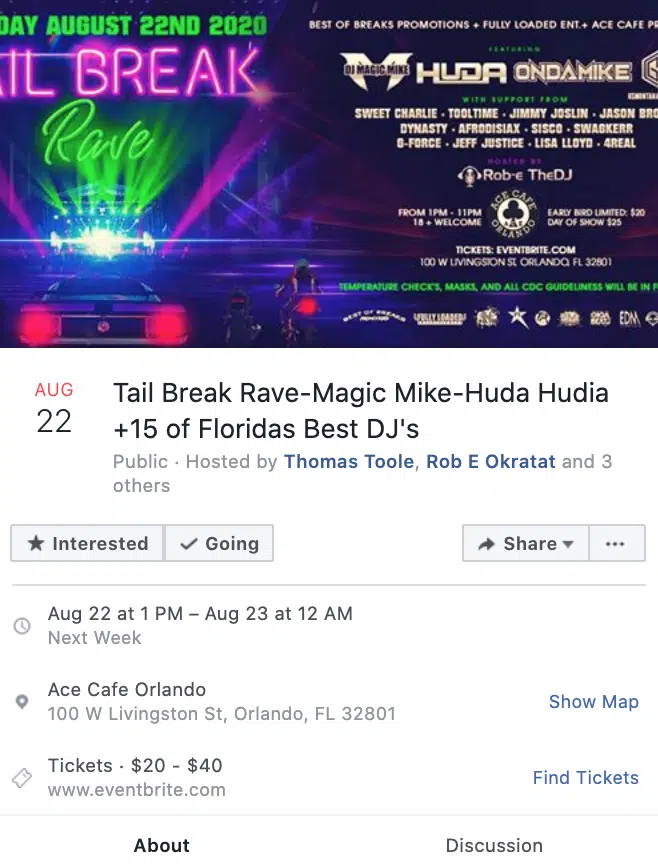 DAY AUGUST 22ND 2020
AIL BREAK
Rave
BEST OF BREAKS PROMOTIONS + FULLY LOADED ENT.+ ACE CAFE PR
FEATURING
DJ MAGIC MIKE HUDA ONDAMIKE
WITH SUPPORT FROM
SWEET CHARLIE · TOOLTIME · JIMMY JOSLIN · JASON BRO
DYNASTY · AFRODISIAX · SISCO · SWAGKERR
G-FORCE · JEFF JUSTICE · LISA LLOYD · 4REAL
HOSTED BY
Rob-e TheDJ
FROM 1PM - 11PM
18 + WELCOME
ACE CAFE
ORLANDO
EARLY BIRD LIMITED: $20
DAY OF SHOW $25
TICKETS: EVENTBRITE.COM
100 W LIVINGSTON ST. ORLANDO, FL 32801
TEMPERATURE CHECK'S, MASKS, AND ALL CDC GUIDELINESS WILL BE IN F
BEST OF BREAKS
FULLY LOADED
EDM
AUG
22
Tail Break Rave-Magic Mike-Huda Hudia
+15 of Floridas Best DJ's
Public · Hosted by Thomas Toole, Rob E Okratat and 3
others
Interested
Going
Share
Aug 22 at 1 PM – Aug 23 at 12 AM
Next Week
Ace Cafe Orlando
100 W Livingston St, Orlando, FL 32801
Show Map
Tickets · $20 - $40
www.eventbrite.com
Find Tickets
About
Discussion